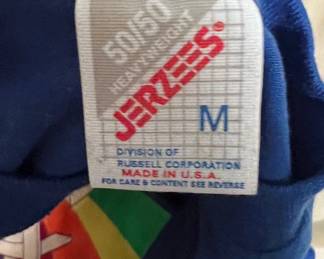 50/50
HEAVYWEIGHT
JERZEES®
M
DIVISION OF
RUSSELL CORPORATION
MADE IN U.S.A.
FOR CARE & CONTENT SEE REVERSE